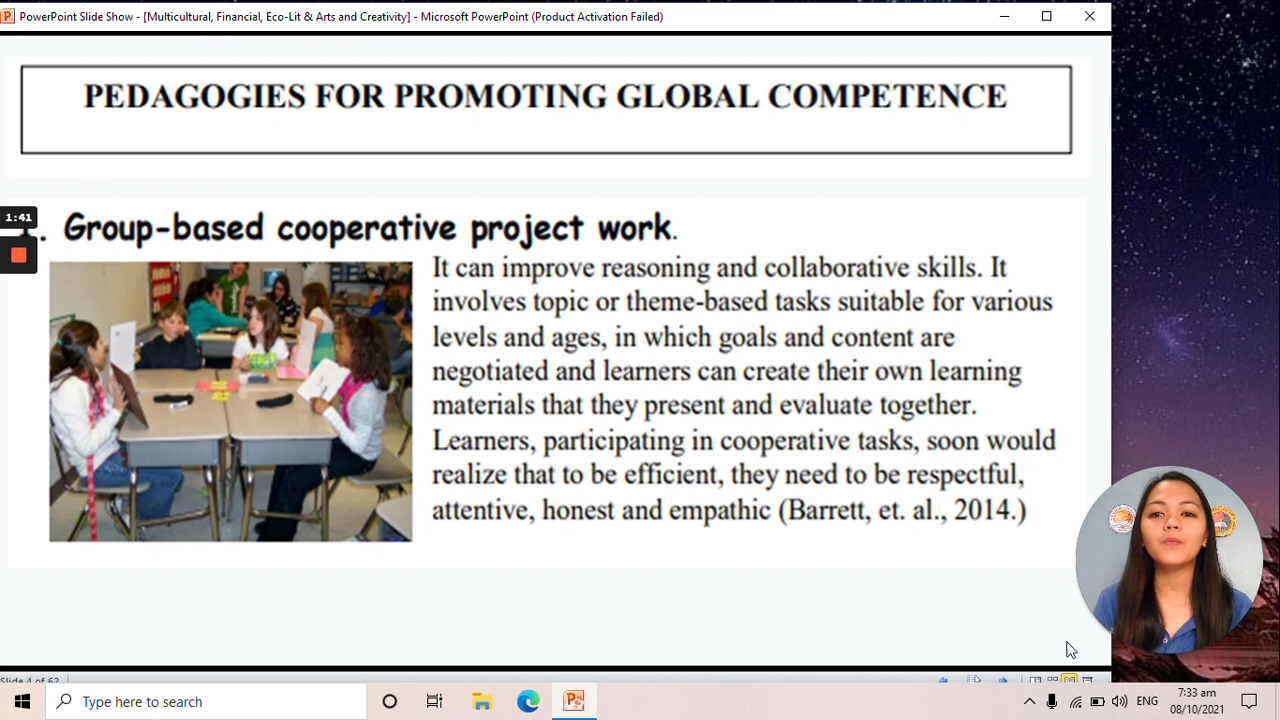 PowerPoint Slide Show - [Multicultural, Financial, Eco-Lit & Arts and Creativity] - Microsoft PowerPoint (Product Activation Failed)
PEDAGOGIES FOR PROMOTING GLOBAL COMPETENCE
1:41
. Group-based cooperative project work.
It can improve reasoning and collaborative skills. It
involves topic or theme-based tasks suitable for various
levels and ages, in which goals and content are
negotiated and learners can create their own learning
materials that they present and evaluate together.
Learners, participating in cooperative tasks, soon would
realize that to be efficient, they need to be respectful,
attentive, honest and empathic (Barrett, et. al., 2014.)
Slide 4 of 62
Type here to search
ENG
7:33 am
08/10/2021